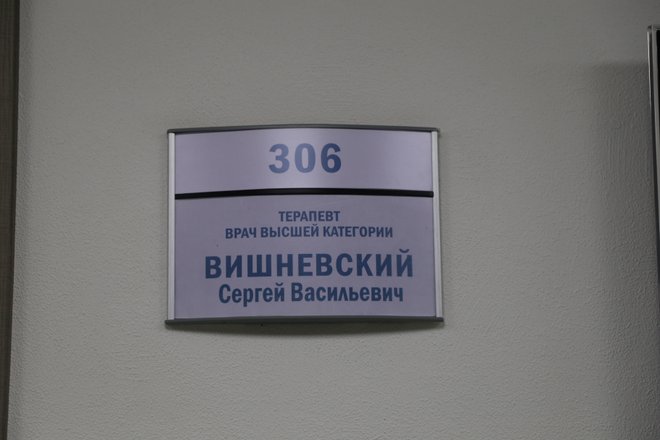 306
ТЕРАПЕВТ
ВРАЧ ВЫСШЕЙ КАТЕГОРИИ
ВИШНЕВСКИЙ
Сергей Васильевич